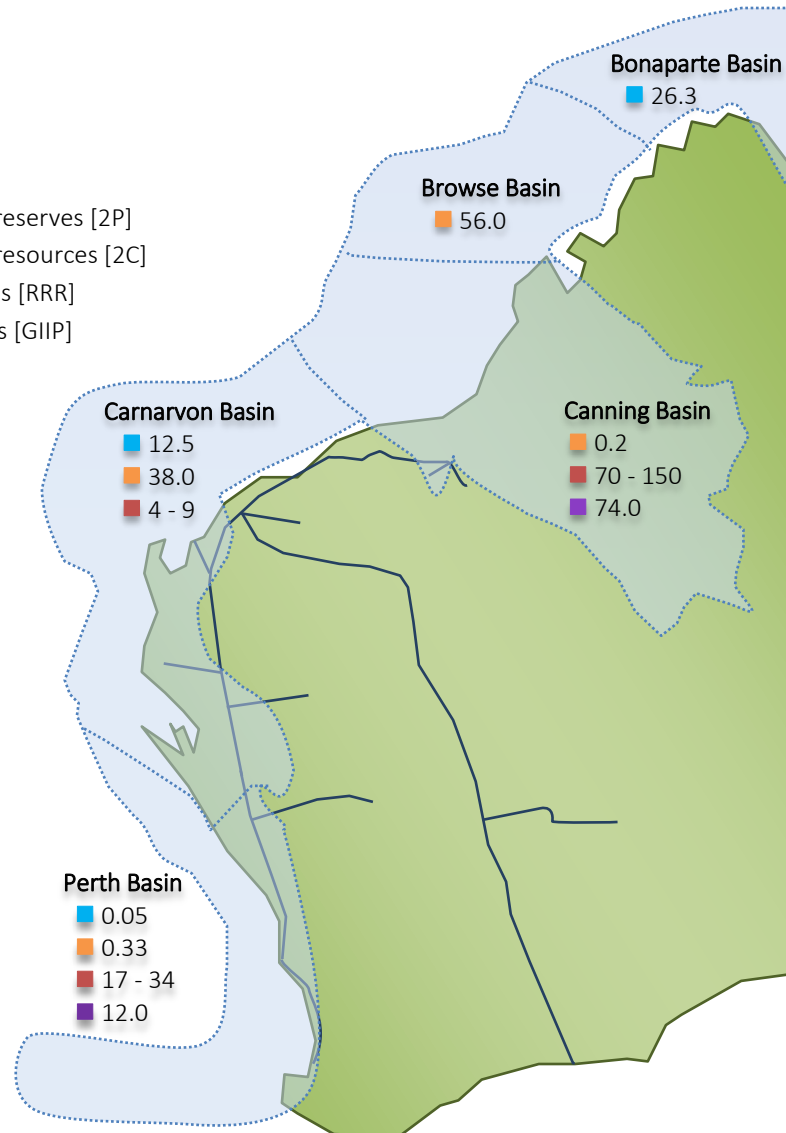 Bonaparte Basin
26.3
Browse Basin
56.0
reserves [2P]
resources [2C]
s [RRR]
s [GIIP]
Carnarvon Basin
12.5
38.0
4 - 9
Canning Basin
0.2
70 - 150
74.0
Perth Basin
0.05
0.33
17 - 34
12.0